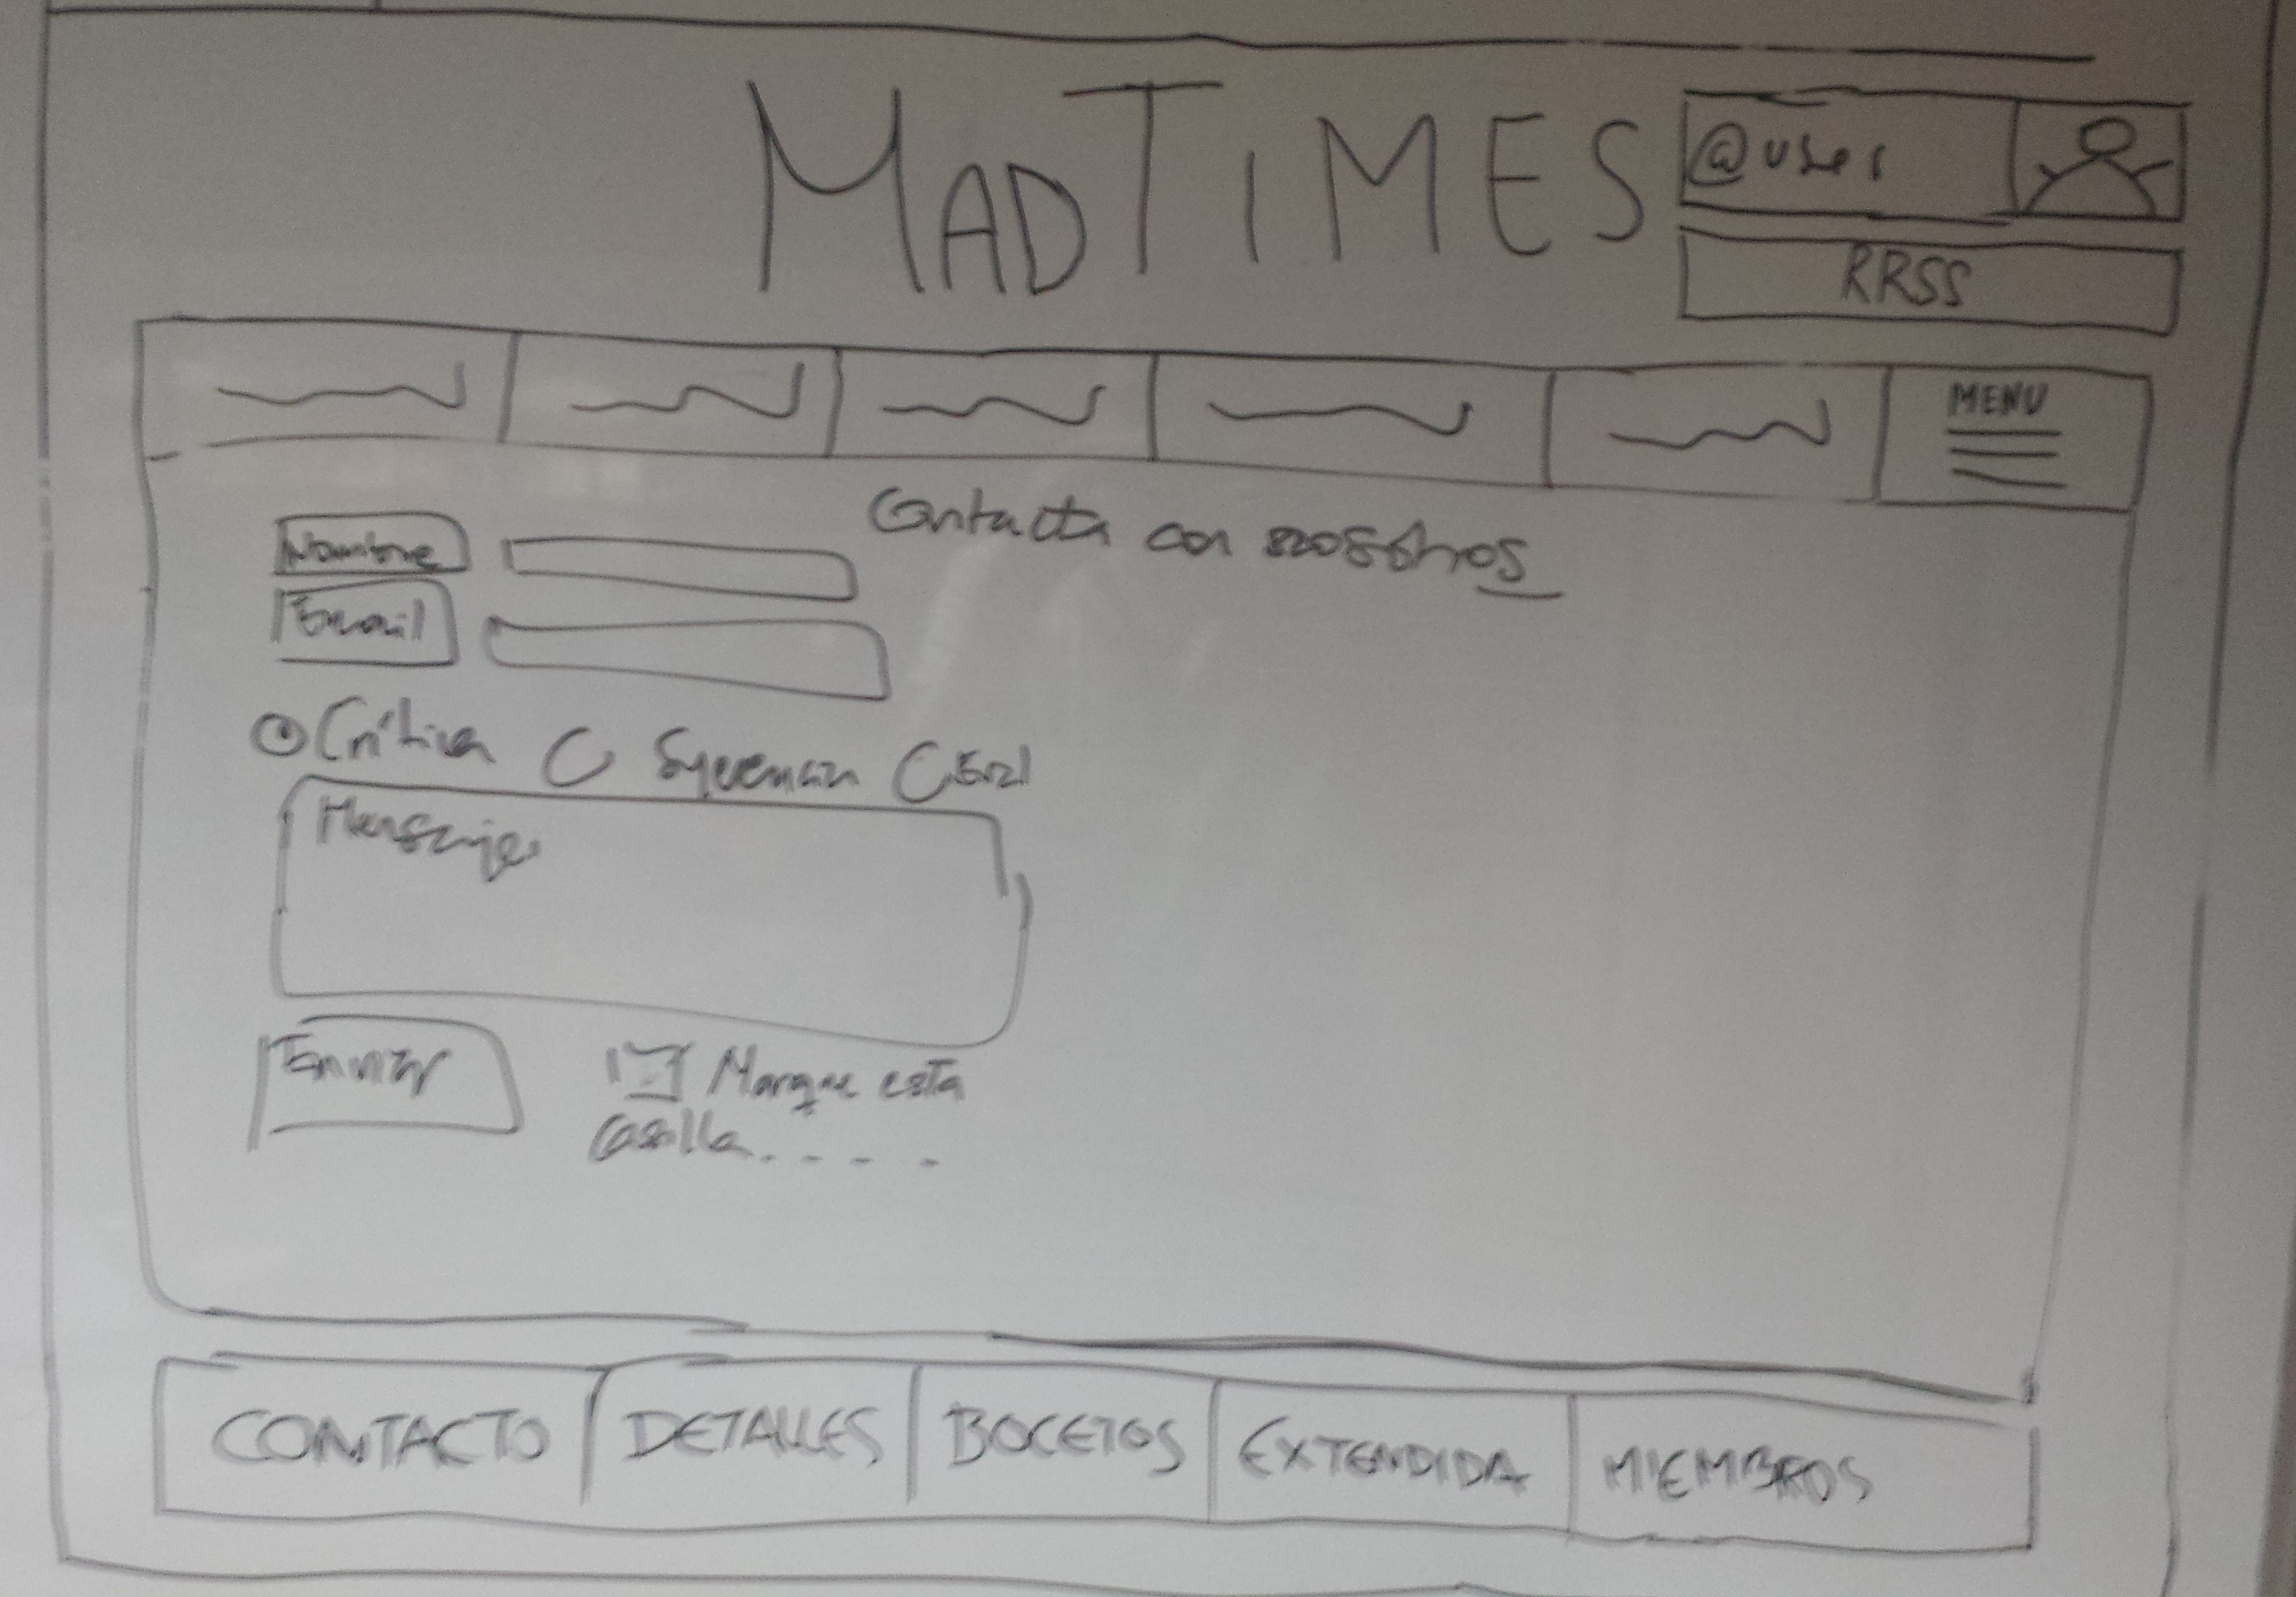 MADTIMES
@user
RRSS
MENU
Contacta con nosotros
Nombre
Email
Crítica Sugerencia
Mensaje
Enviar
Marque esta
casilla.....
CONTACTO DETALLES BOCETOS EXTENDIDA MIEMBROS